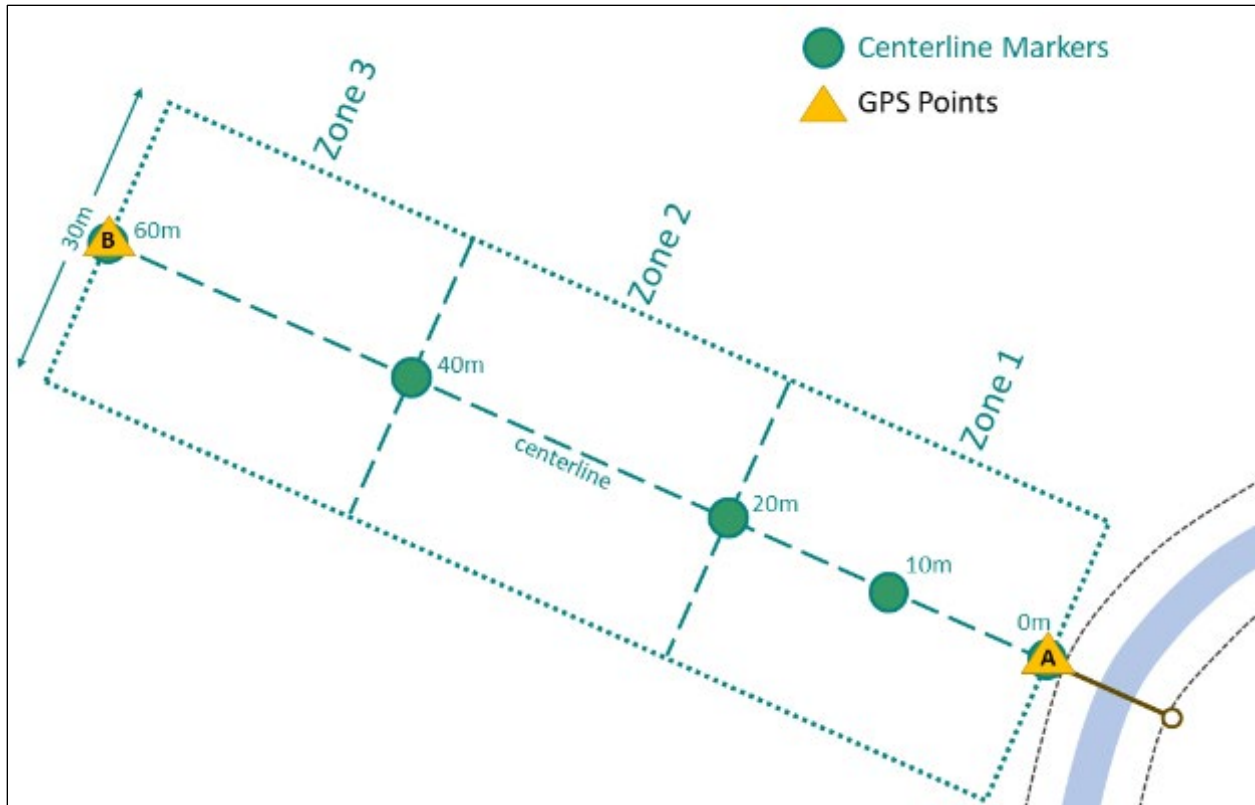 Centerline Markers
GPS Points
Zone 3
Zone 2
Zone 1
30m
B
60m
40m
centerline
20m
10m
0m
A